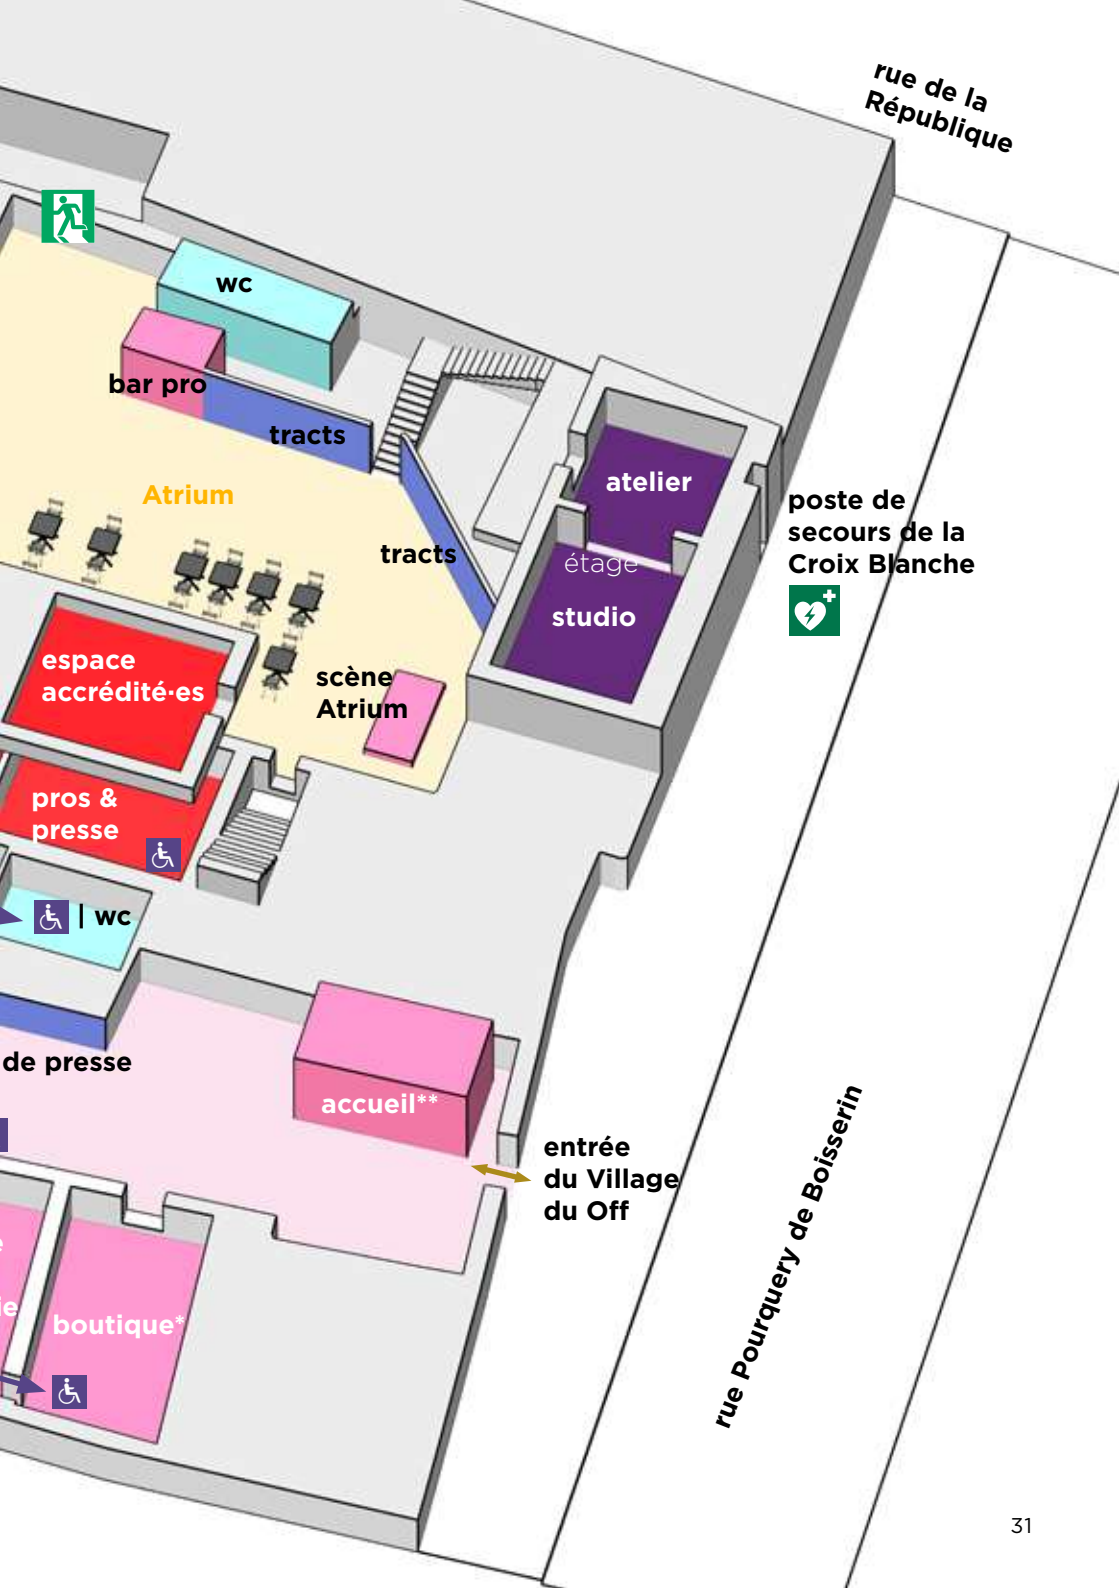 rue de la
République
wc
bar pro
tracts
Atrium
atelier
poste de
secours de la
Croix Blanche
tracts
étage
studio
espace
accrédité·es
scène
Atrium
pros &
presse
| wc
de presse
accueil**
entrée
du Village
du Off
rue Pourquery de Boisserin
e
ie
boutique*
31